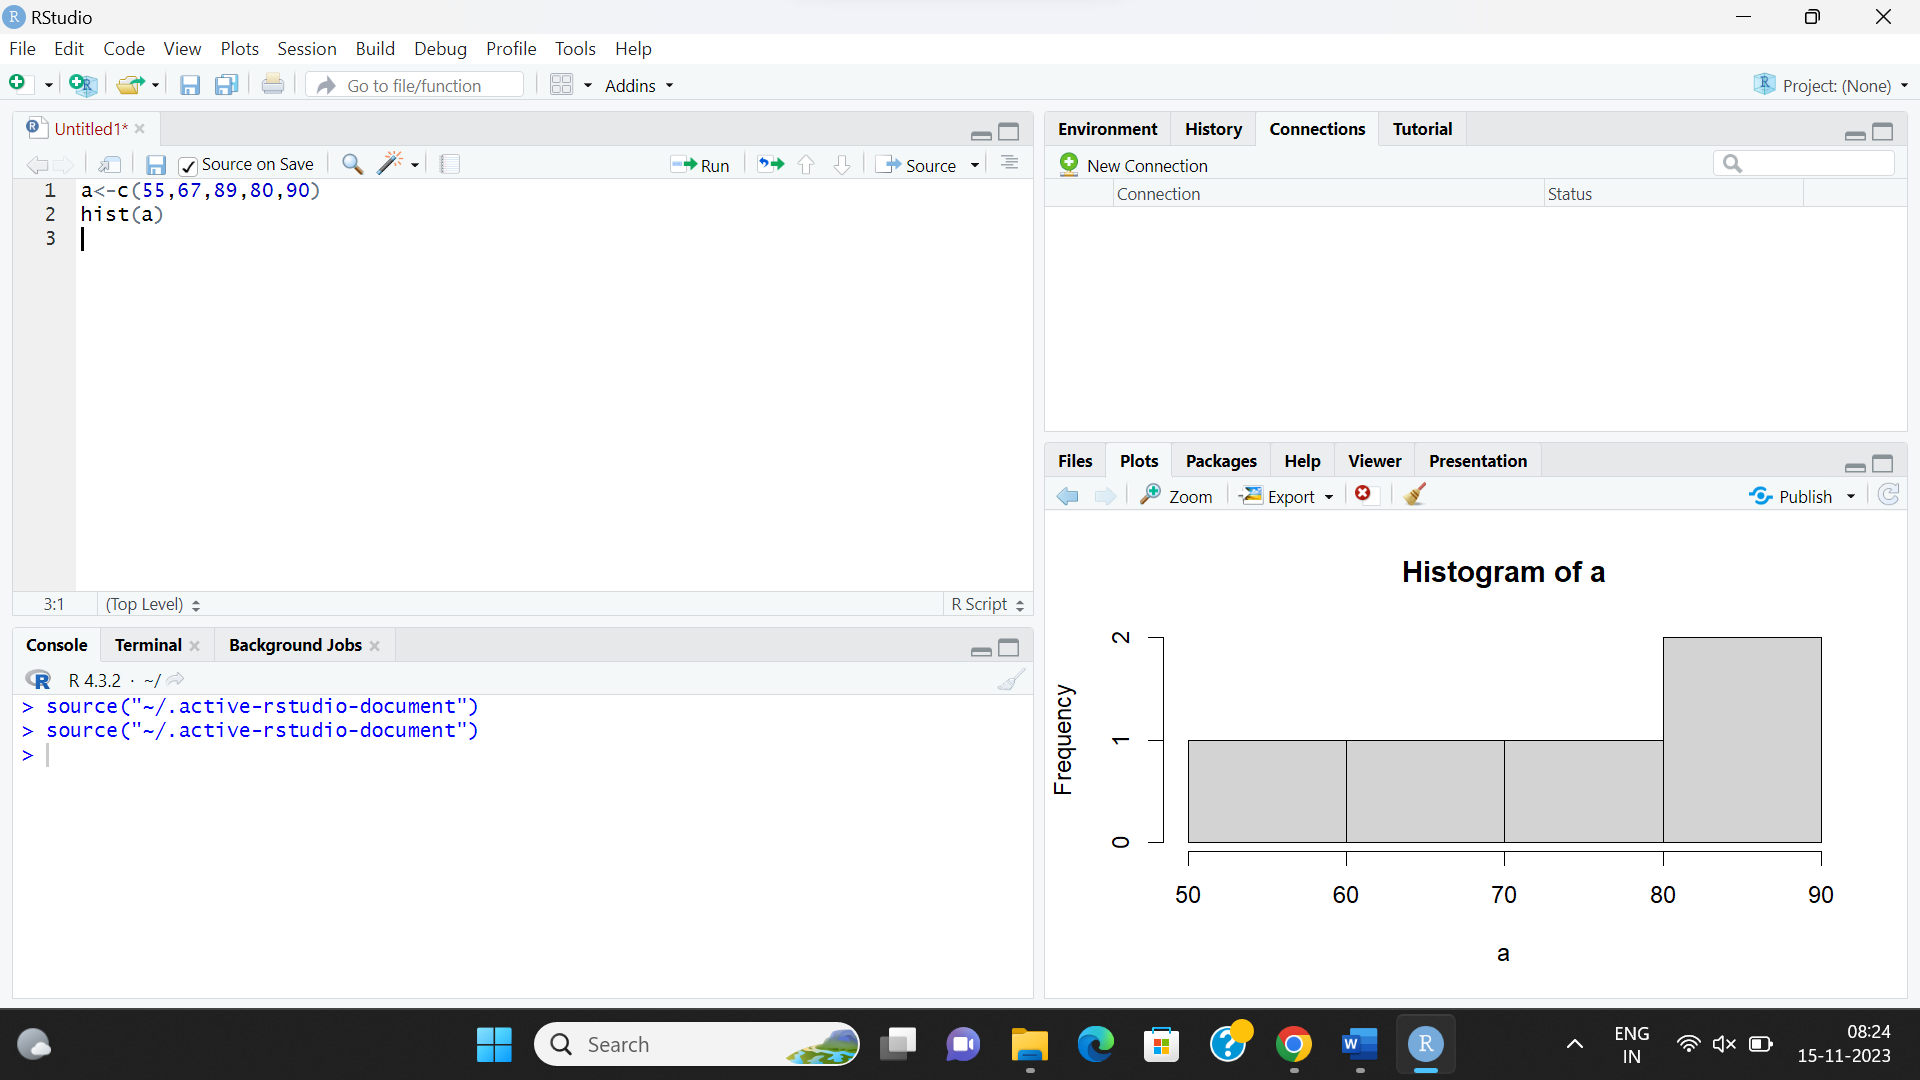 RStudio
File Edit Code View Plots Session Build Debug Profile Tools Help
Go to file/function Addins Project: (None)
Untitled1*
Source on Save Run Source
1 a<-c(55,67,89,80,90)
2 hist(a)
3
3:1 (Top Level) R Script
Console Terminal Background Jobs
R 4.3.2 · ~/
> source("~/.active-rstudio-document")
> source("~/.active-rstudio-document")
>
Environment History Connections Tutorial
New Connection
Connection Status
Files Plots Packages Help Viewer Presentation
Zoom Export Publish
Histogram of a
Frequency
2
1
0
50 60 70 80 90
a
Search
ENG
IN
08:24
15-11-2023